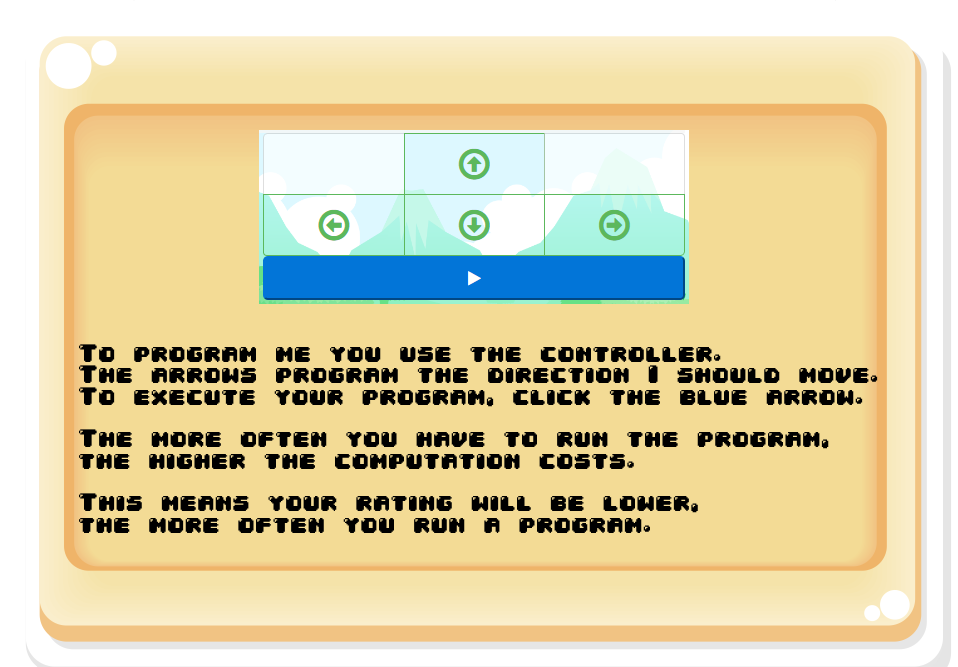 To program me you use the controller.
The arrows program the direction I should move.
To execute your program, click the blue arrow.
The more often you have to run the program,
the higher the computation costs.
This means your rating will be lower,
the more often you run a program.